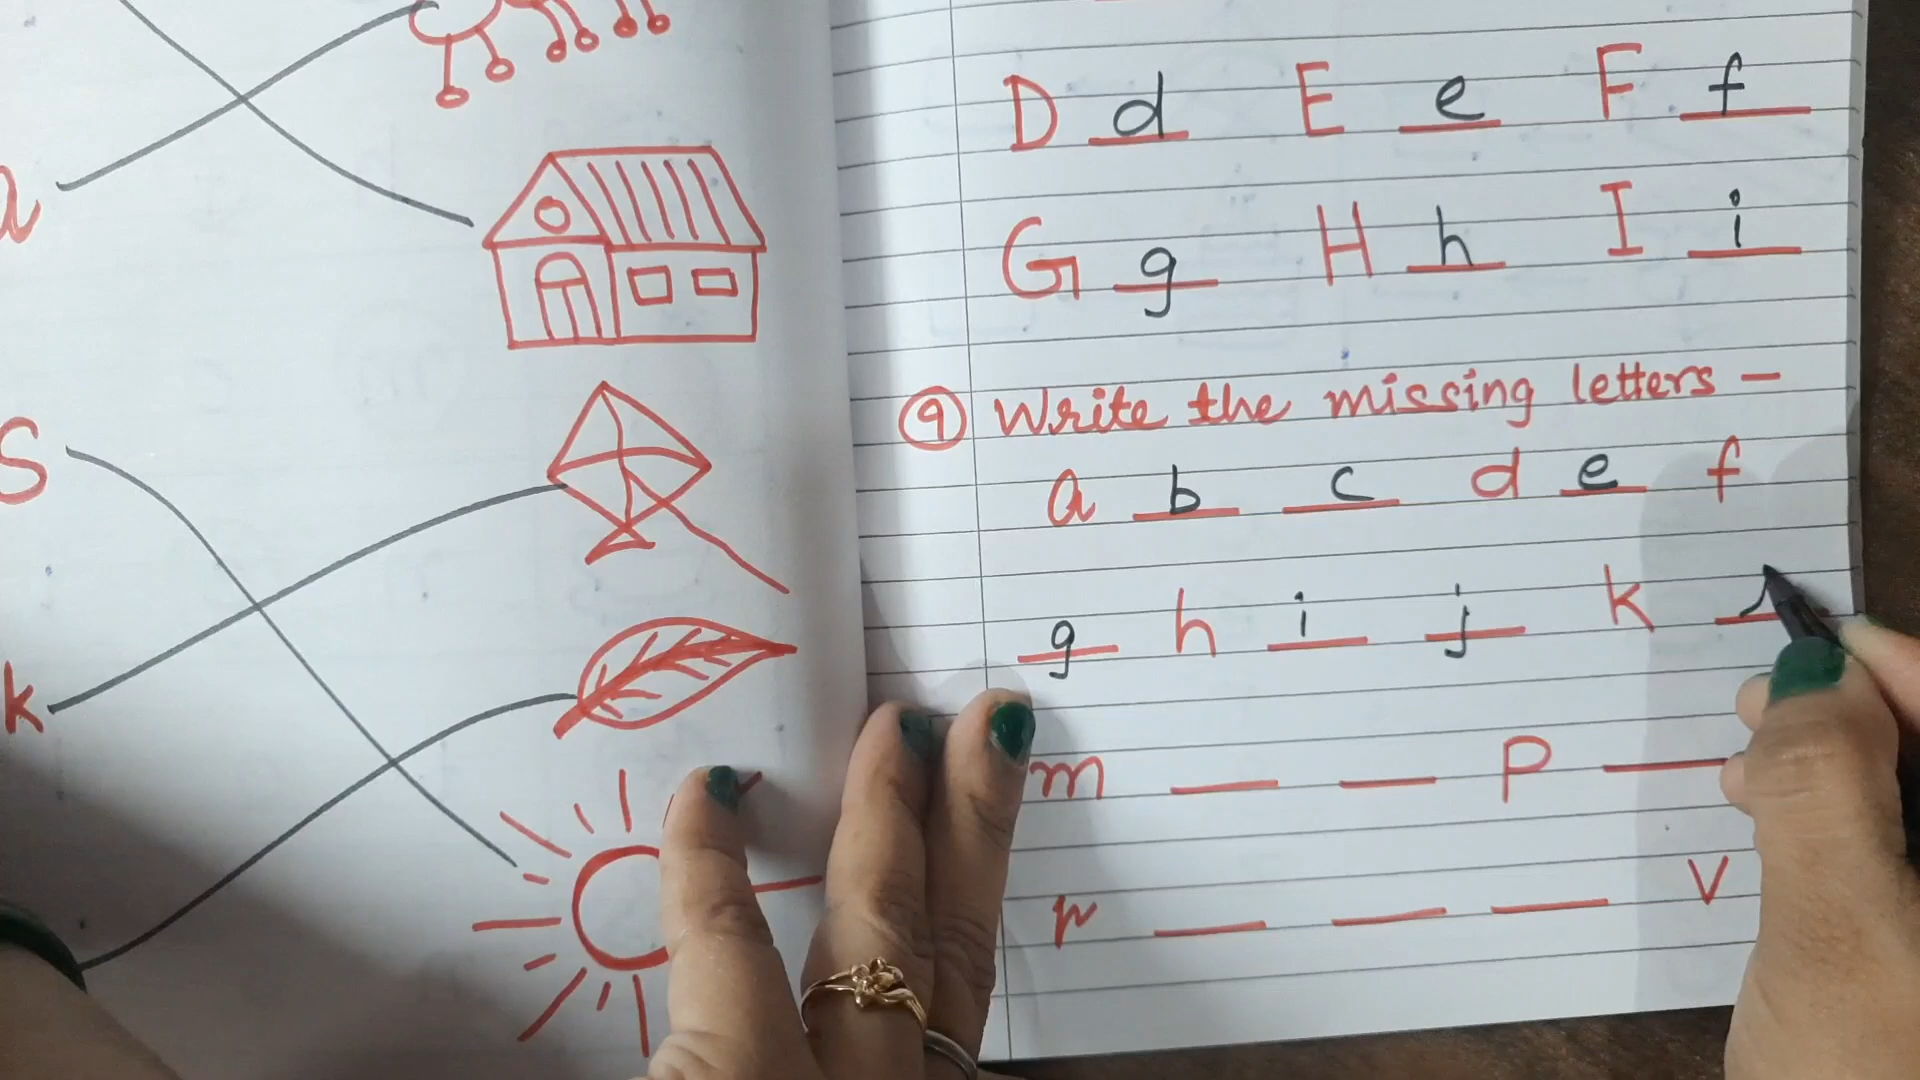 a
S
k
D d E e F f
G g H h I i
9 Write the missing letters -
a b c d e f
g h i j k
m _ _ p _
r _ _ _ v